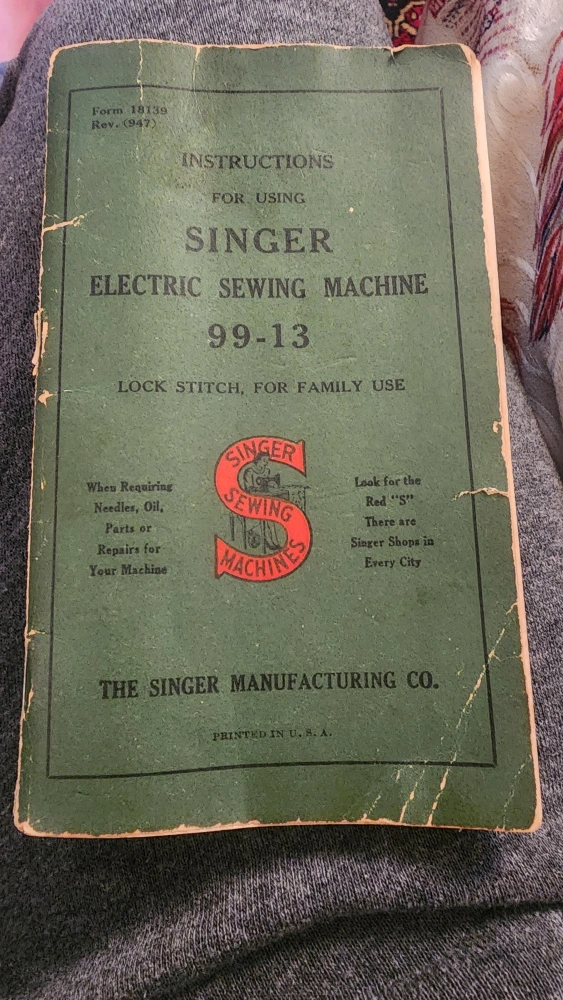 Form 18139
Rev. (947)
INSTRUCTIONS
FOR USING
SINGER
ELECTRIC SEWING MACHINE
99-13
LOCK STITCH, FOR FAMILY USE
When Requiring
Needles, Oil,
Parts or
Repairs for
Your Machine
SINGER
SEWING
MACHINES
Look for the
Red "S"
There are
Singer Shops in
Every City
THE SINGER MANUFACTURING CO.
PRINTED IN U. S. A.